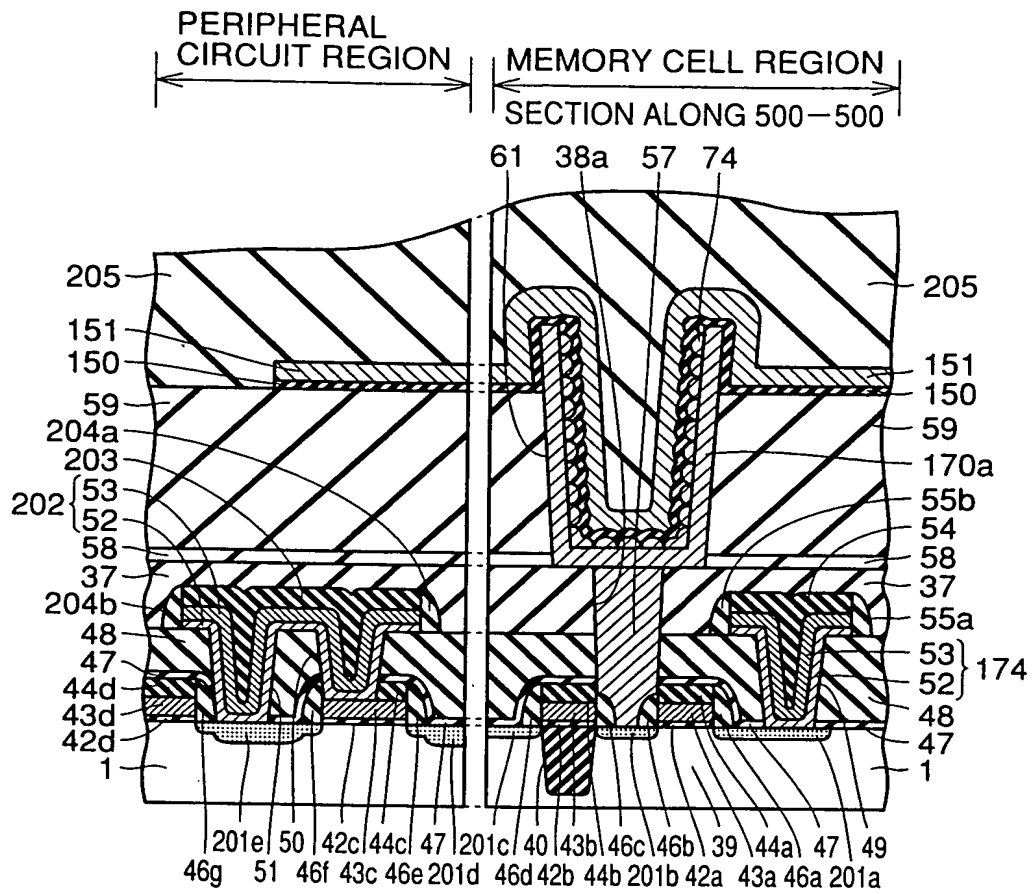 PERIPHERAL
CIRCUIT REGION
MEMORY CELL REGION
SECTION ALONG 500-500
61 38a 57 74
205
151
150
59
204a
203
202 { 53
52
58
37
204b
48
47
44d
43d
42d
1
205
151
150
59
170a
55b
54
58
37
55a
53 } 174
52
48
47
1
201e 50 42c 44c 47 201c 40 43b 46c 46b 39 44a 47 49
46g 51 46f 43c 46e 201d 46d 42b 44b 201b 42a 43a 46a 201a